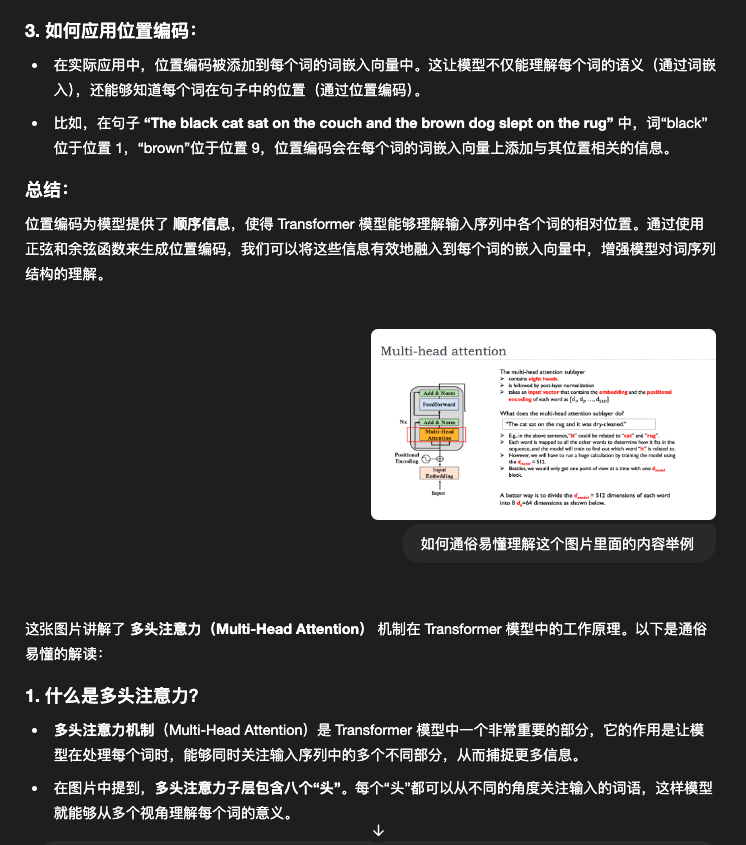 3. 如何应用位置编码：
• 在实际应用中，位置编码被添加到每个词的词嵌入向量中。这让模型不仅能理解每个词的语义（通过词嵌
入），还能够知道每个词在句子中的位置（通过位置编码）。
• 比如，在句子 “The black cat sat on the couch and the brown dog slept on the rug” 中，词“black”
位于位置 1，“brown”位于位置 9，位置编码会在每个词的词嵌入向量上添加与其位置相关的信息。
总结：
位置编码为模型提供了 顺序信息，使得 Transformer 模型能够理解输入序列中各个词的相对位置。通过使用
正弦和余弦函数来生成位置编码，我们可以将这些信息有效地融入到每个词的嵌入向量中，增强模型对词序列
结构的理解。
Multi-head attention
Add & Norm
Feedforward
Nx
Add & Norm
Multi-Head
Attention
Positional
Encoding
Input
Embedding
Input
The multi-head attention sublayer
➢ contains eight heads
➢ is followed by post-layer normalization
➢ takes an input vector that contains the embedding and the positional
encoding of each word as
What does the multi-head attention sublayer do?
"The cat sat on the rug and it was dry-cleaned."
➢ E.g., in the above sentence, "it" could be related to "cat" and "rug".
➢ Each word is mapped to all the other words to determine how it fits in the
sequence, and the model will train to find out which word "it" is related to.
➢ However, we will have to run a huge calculation by training the model using
the d_model = 512.
➢ Besides, we would only get one point of view at a time with one d_model
block.
A better way is to divide the d_model = 512 dimensions of each word
into 8 d_k=64 dimensions as shown below.
如何通俗易懂理解这个图片里面的内容举例
这张图片讲解了 多头注意力（Multi-Head Attention） 机制在 Transformer 模型中的工作原理。以下是通俗
易懂的解读：
1. 什么是多头注意力?
• 多头注意力机制（Multi-Head Attention）是 Transformer 模型中一个非常重要的部分，它的作用是让模
型在处理每个词时，能够同时关注输入序列中的多个不同部分，从而捕捉更多信息。
• 在图片中提到，多头注意力子层包含八个“头”。每个“头”都可以从不同的角度关注输入的词语，这样模型
就能够从多个视角理解每个词的意义。